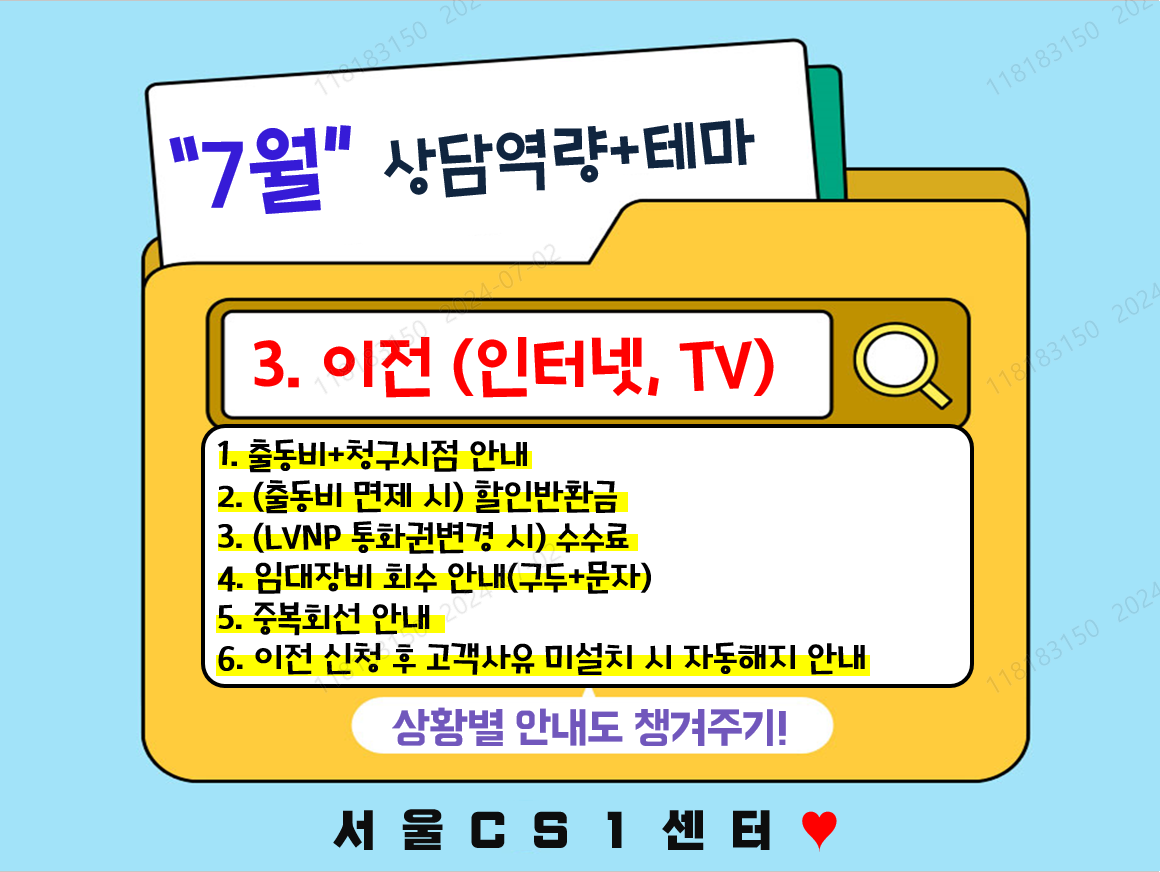 "7월" 상담역량+테마
3. 이전 (인터넷, TV)
1. 출동비+청구시점 안내
2. (출동비 면제 시) 할인반환금
3. (LVNP 통화권변경 시) 수수료
4. 임대장비 회수 안내(구두+문자)
5. 중복회선 안내
6. 이전 신청 후 고객사유 미설치 시 자동해지 안내
상황별 안내도 챙겨주기!
서울CS1센터♥
118183150 2024-07-02